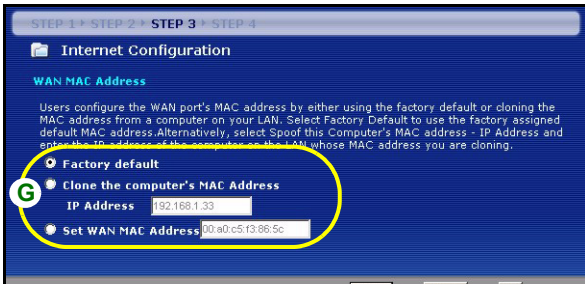 STEP 1 STEP 2 STEP 3 STEP 4
Internet Configuration
WAN MAC Address
Users configure the WAN port's MAC address by either using the factory default or cloning the
MAC address from a computer on your LAN. Select Factory Default to use the factory assigned
default MAC address.Alternatively, select Spoof this Computer's MAC address - IP Address and
enter the IP address of the computer on the LAN whose MAC address you are cloning.
Factory default
G
Clone the computer's MAC Address
IP Address 192.168.1.33
Set WAN MAC Address 00:a0:c5:f3:86:5c